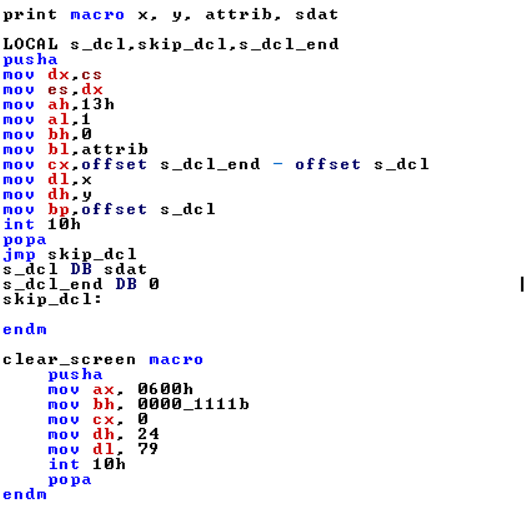 print macro x, y, attrib, sdat
LOCAL s_dcl,skip_dcl,s_dcl_end
pusha
mov dx,cs
mov es,dx
mov ah,13h
mov al,1
mov bh,0
mov bl,attrib
mov cx,offset s_dcl_end - offset s_dcl
mov dl,x
mov dh,y
mov bp,offset s_dcl
int 10h
popa
jmp skip_dcl
s_dcl DB sdat
s_dcl_end DB 0
skip_dcl:
endm
clear_screen macro
pusha
mov ax, 0600h
mov bh, 0000_1111b
mov cx, 0
mov dh, 24
mov dl, 79
int 10h
popa
endm